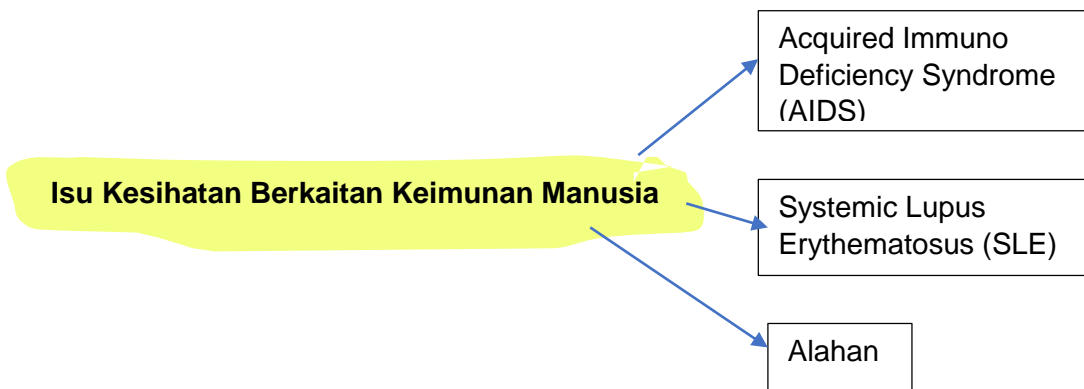 Acquired Immuno
Deficiency Syndrome
(AIDS)
Isu Kesihatan Berkaitan Keimunan Manusia
Systemic Lupus
Erythematosus (SLE)
Alahan